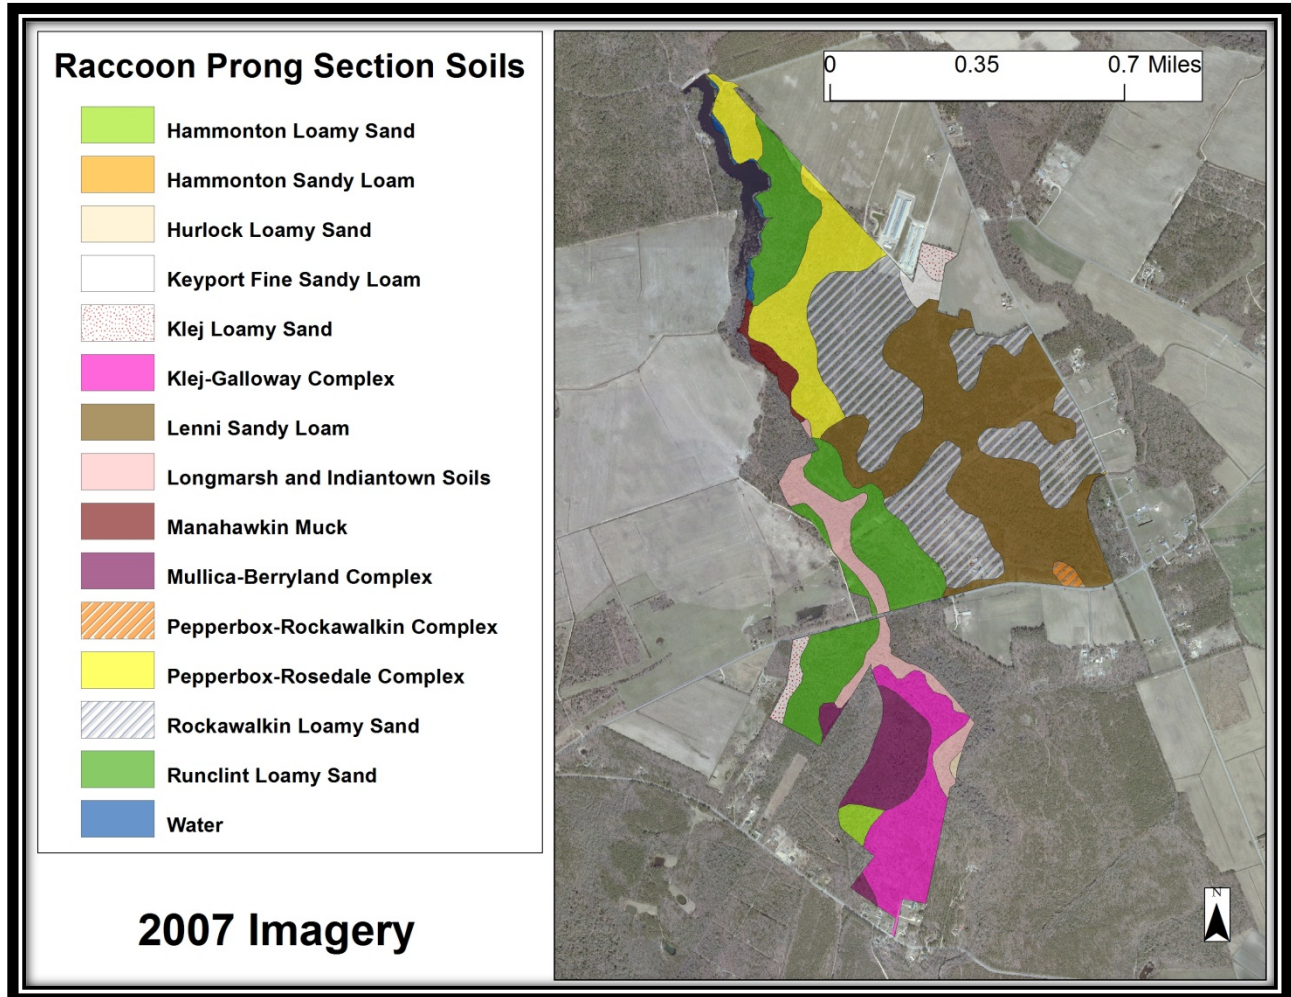 Raccoon Prong Section Soils
Hammonton Loamy Sand
Hammonton Sandy Loam
Hurlock Loamy Sand
Keyport Fine Sandy Loam
Klej Loamy Sand
Klej-Galloway Complex
Lenni Sandy Loam
Longmarsh and Indiantown Soils
Manahawkin Muck
Mullica-Berryland Complex
Pepperbox-Rockawalkin Complex
Pepperbox-Rosedale Complex
Rockawalkin Loamy Sand
Runclint Loamy Sand
Water
2007 Imagery
0 0.35 0.7 Miles
N